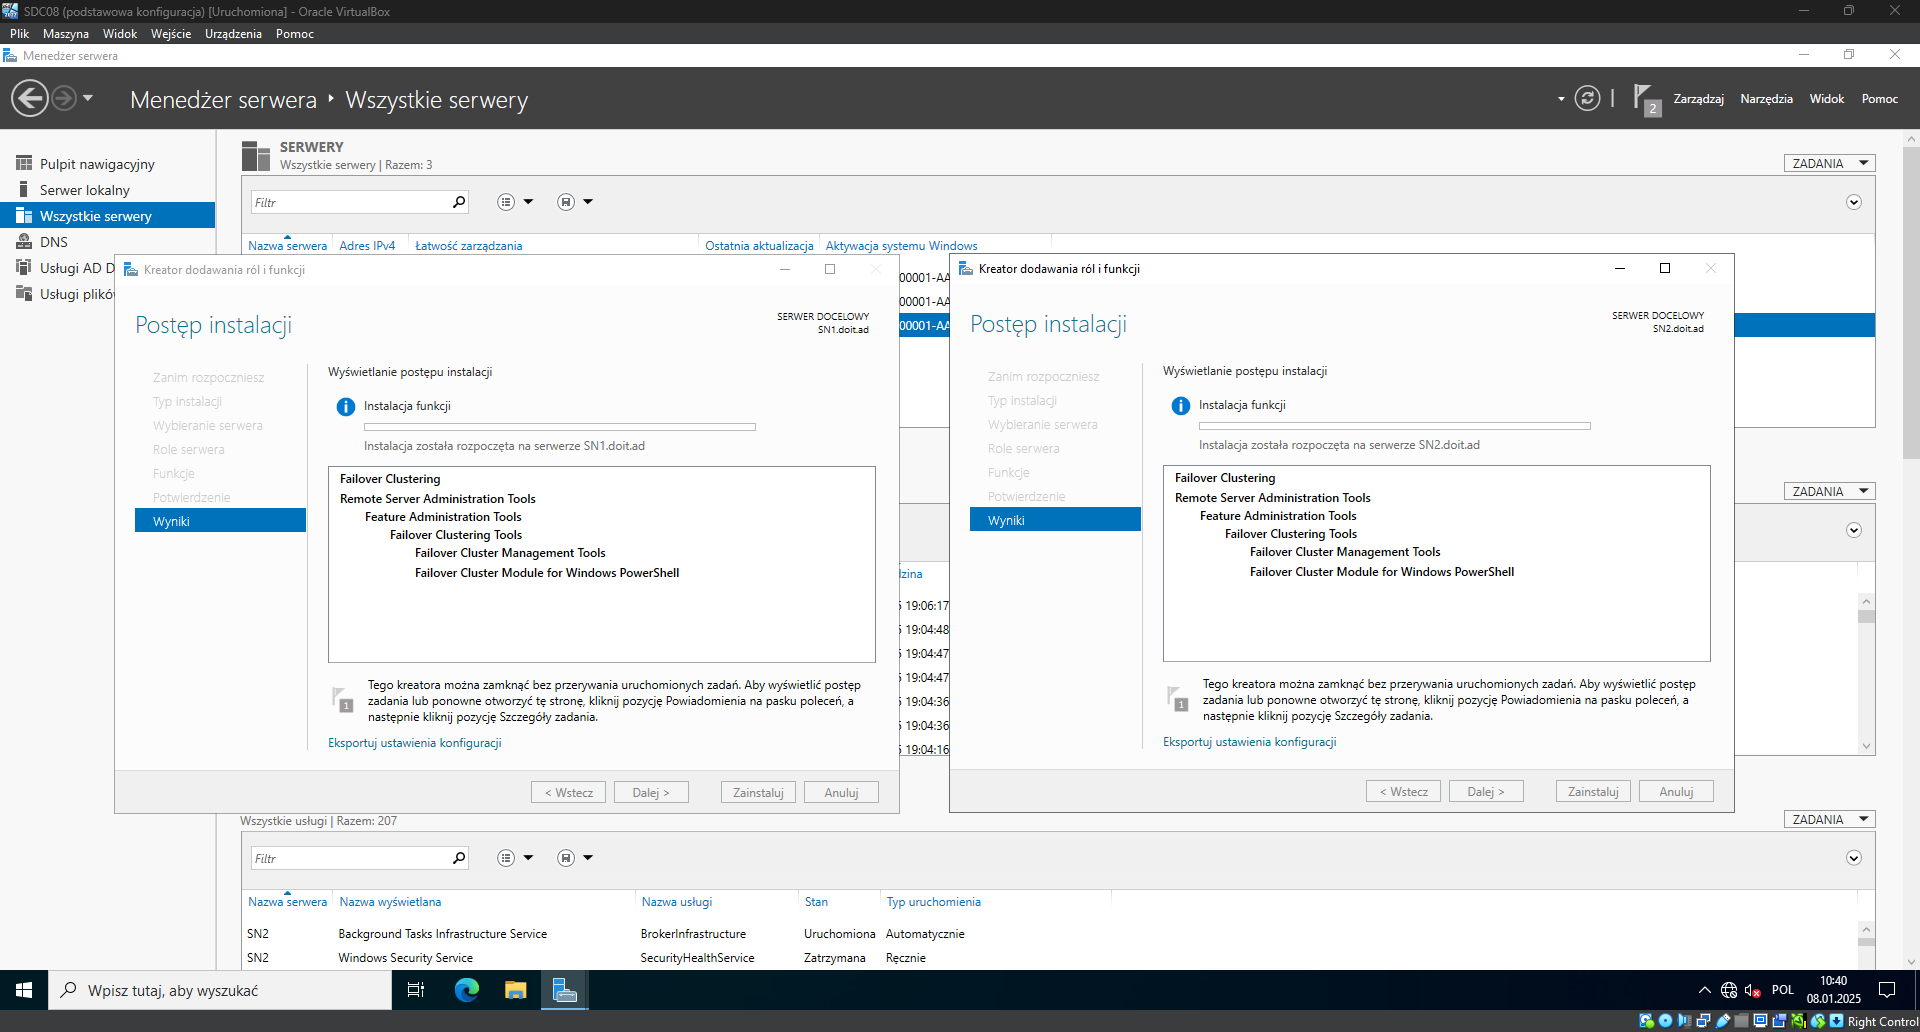 SDC08 (podstawowa konfiguracja) [Uruchomiona] - Oracle VirtualBox
Plik Maszyna Widok Wejście Urządzenia Pomoc
Menedżer serwera
Menedżer serwera ‣ Wszystkie serwery
2 Zarządzaj Narzędzia Widok Pomoc
Pulpit nawigacyjny
Serwer lokalny
Wszystkie serwery
DNS
Usługi AD D
Usługi plikó
SERWERY
Wszystkie serwery | Razem: 3
ZADANIA
Filtr
Nazwa serwera Adres IPv4 Łatwość zarządzania Ostatnia aktualizacja Aktywacja systemu Windows
00001-AA
00001-AA
00001-AA
Kreator dodawania ról i funkcji
Postęp instalacji
SERWER DOCELOWY
SN1.doit.ad
Zanim rozpoczniesz
Typ instalacji
Wybieranie serwera
Role serwera
Funkcje
Potwierdzenie
Wyniki
Wyświetlanie postępu instalacji
Instalacja funkcji
Instalacja została rozpoczęta na serwerze SN1.doit.ad
Failover Clustering
Remote Server Administration Tools
Feature Administration Tools
Failover Clustering Tools
Failover Cluster Management Tools
Failover Cluster Module for Windows PowerShell
1
Tego kreatora można zamknąć bez przerywania uruchomionych zadań. Aby wyświetlić postęp
zadania lub ponowne otworzyć tę stronę, kliknij pozycję Powiadomienia na pasku poleceń, a
następnie kliknij pozycję Szczegóły zadania.
Eksportuj ustawienia konfiguracji
< Wstecz Dalej > Zainstaluj Anuluj
Kreator dodawania ról i funkcji
Postęp instalacji
SERWER DOCELOWY
SN2.doit.ad
Zanim rozpoczniesz
Typ instalacji
Wybieranie serwera
Role serwera
Funkcje
Potwierdzenie
Wyniki
Wyświetlanie postępu instalacji
Instalacja funkcji
Instalacja została rozpoczęta na serwerze SN2.doit.ad
Failover Clustering
Remote Server Administration Tools
Feature Administration Tools
Failover Clustering Tools
Failover Cluster Management Tools
Failover Cluster Module for Windows PowerShell
1
Tego kreatora można zamknąć bez przerywania uruchomionych zadań. Aby wyświetlić postęp
zadania lub ponowne otworzyć tę stronę, kliknij pozycję Powiadomienia na pasku poleceń, a
następnie kliknij pozycję Szczegóły zadania.
Eksportuj ustawienia konfiguracji
< Wstecz Dalej > Zainstaluj Anuluj
ZADANIA
dzina
5 19:06:17
5 19:04:48
5 19:04:47
5 19:04:47
5 19:04:36
5 19:04:36
5 19:04:16
Wszystkie usługi | Razem: 207
ZADANIA
Filtr
Nazwa serwera Nazwa wyświetlana Nazwa usługi Stan Typ uruchomienia
SN2 Background Tasks Infrastructure Service BrokerInfrastructure Uruchomiona Automatycznie
SN2 Windows Security Service SecurityHealthService Zatrzymana Ręcznie
Wpisz tutaj, aby wyszukać
POL
10:40
08.01.2025
Right Control